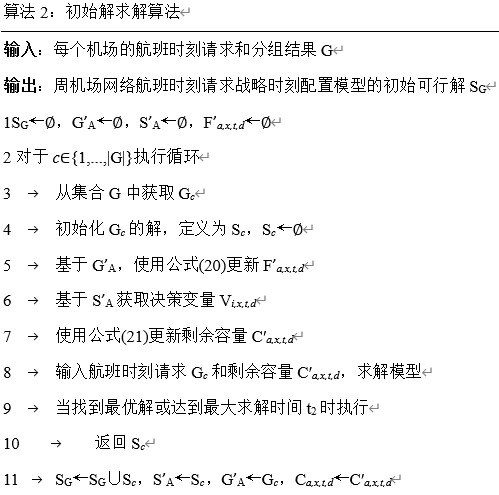 算法 2：初始解求解算法
输入：每个机场的航班时刻请求和分组结果 G
输出：周机场网络航班时刻请求战略时刻配置模型的初始可行解 SG
1SG←∅，G′A←∅，S′A←∅，F′a,x,t,d←∅
2 对于 c∈{1,...,|G|}执行循环
3 → 从集合 G 中获取 Gc
4 → 初始化 Gc 的解，定义为 Sc，Sc←∅
5 → 基于 G′A，使用公式(20)更新 F′a,x,t,d
6 → 基于 S′A 获取决策变量 Vi,x,t,d
7 → 使用公式(21)更新剩余容量 C′a,x,t,d
8 → 输入航班时刻请求 Gc 和剩余容量 C′a,x,t,d，求解模型
9 → 当找到最优解或达到最大求解时间 t2 时执行
10 → 返回 Sc
11 → SG←SG∪Sc，S′A←Sc，G′A←Gc，Ca,x,t,d←C′a,x,t,d